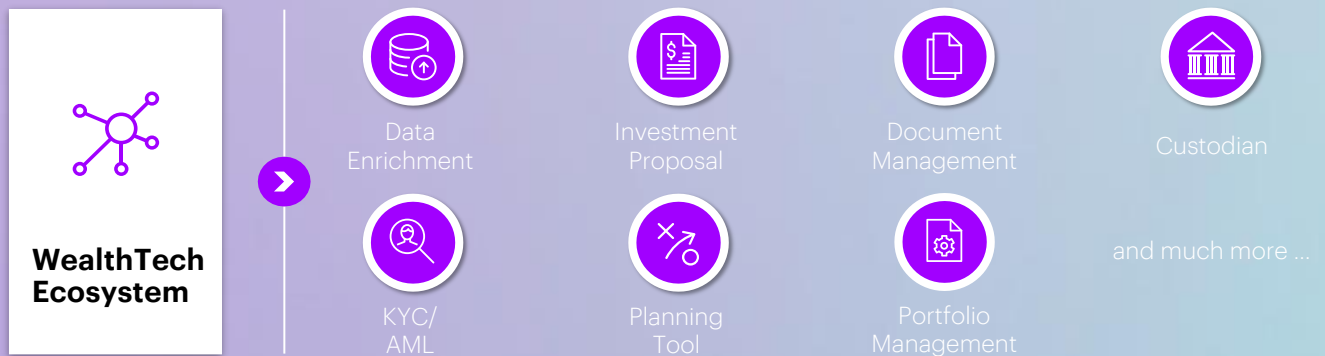 WealthTech
Ecosystem
Data
Enrichment
Investment
Proposal
Document
Management
Custodian
KYC/
AML
Planning
Tool
Portfolio
Management
and much more ...